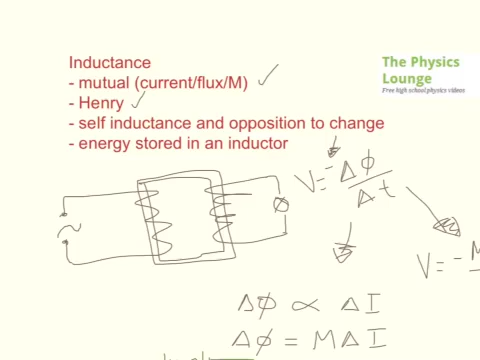 Inductance
- mutual (current/flux/M)
- Henry
- self inductance and opposition to change
- energy stored in an inductor
The Physics
Lounge
Free high school physics videos
V = -Δφ/Δt
V = -M
Δφ ∝ ΔI
Δφ = MΔI